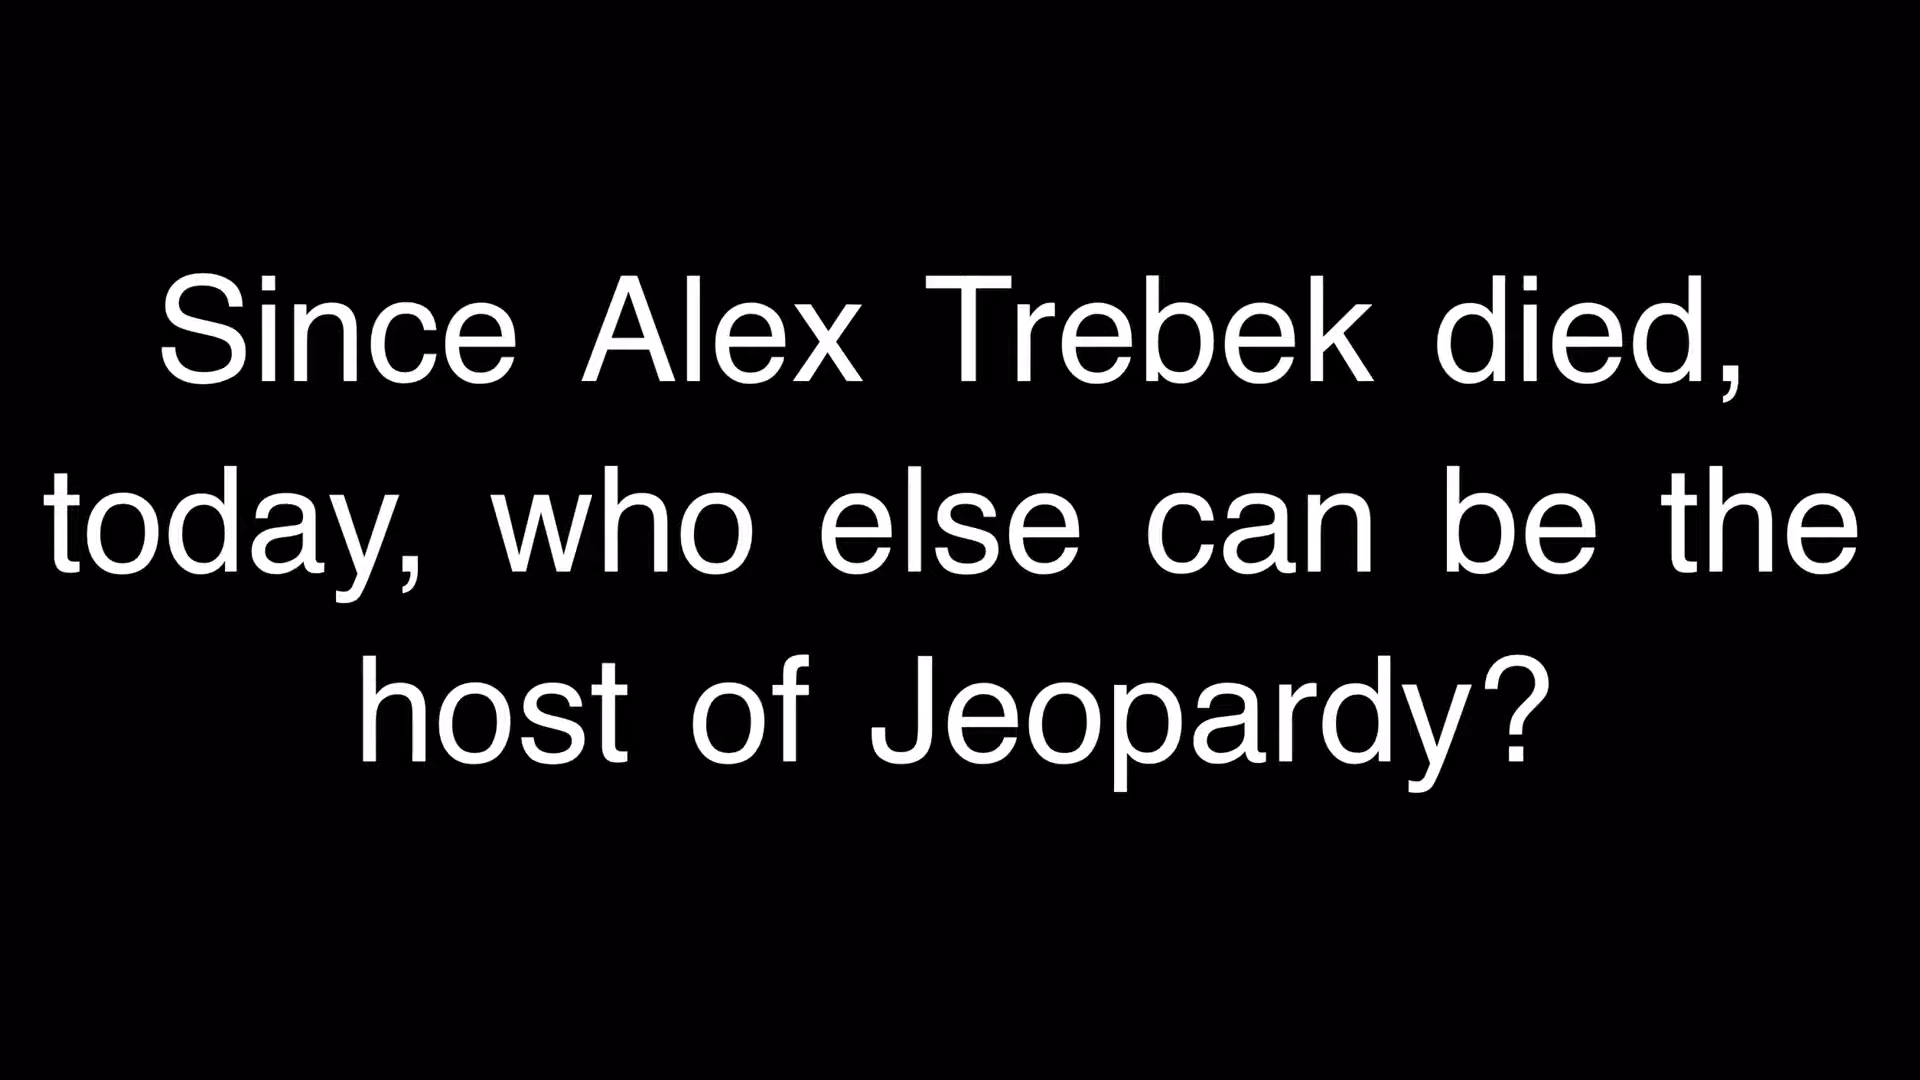 Since Alex Trebek died,
today, who else can be the
host of Jeopardy?